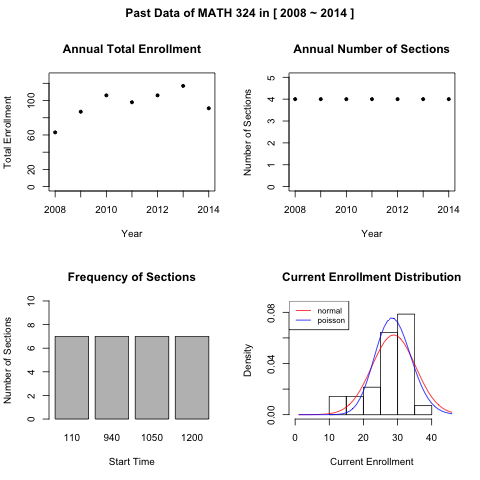 Past Data of MATH 324 in [ 2008 ~ 2014 ]
Annual Total Enrollment
Total Enrollment
0
60
100
2008
2010
2012
2014
Year
Annual Number of Sections
Number of Sections
0
1
2
3
4
5
2008
2010
2012
2014
Year
Frequency of Sections
Number of Sections
0
2
4
6
8
10
110
940
1050
1200
Start Time
Current Enrollment Distribution
normal
poisson
Density
0.00
0.04
0.08
0
10
20
30
40
Current Enrollment